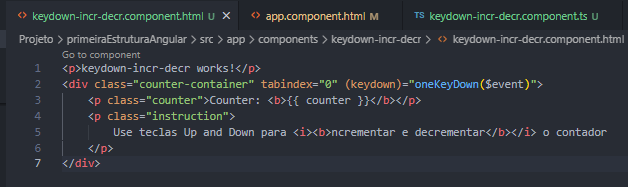 keydown-incr-decr.component.html U × app.component.html M TS keydown-incr-decr.component.ts U
Projeto > primeiraEstruturaAngular > src > app > components > keydown-incr-decr > keydown-incr-decr.component.html
Go to component
1 <p>keydown-incr-decr works!</p>
2 <div class="counter-container" tabindex="0" (keydown)="oneKeyDown($event)">
3 <p class="counter">Counter: <b>{{ counter }}</b></p>
4 <p class="instruction">
5 Use teclas Up and Down para <i><b>ncrementar e decrementar</b></i> o contador
6 </p>
7 </div>